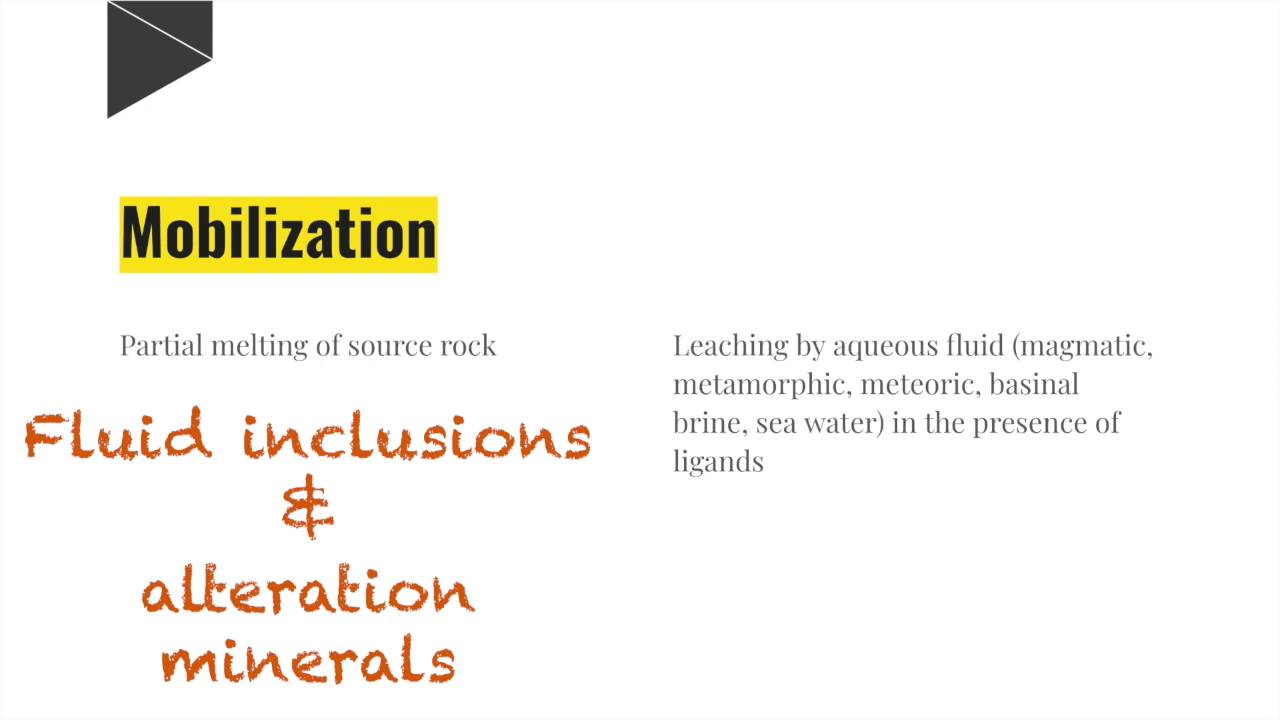 Mobilization
Partial melting of source rock
Fluid inclusions
&
alteration
minerals
Leaching by aqueous fluid (magmatic,
metamorphic, meteoric, basinal
brine, sea water) in the presence of
ligands